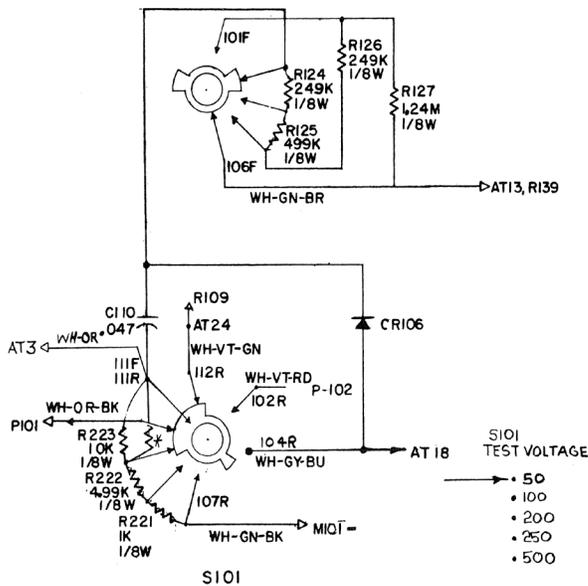 101F
R126
249K
1/8W
R124
249K
1/8W
R127
1.24M
1/8W
R125
499K
1/8W
106F
WH-GN-BR
AT13, R139
C110
.047
R109
AT24
CR106
WH-OR
AT3
WH-VT-GN
111F
111R
112R
WH-VT-RD
P-102
102R
WH-OR-BK
P101
R223
10K
1/8W
*
104R
WH-GY-BU
AT18
S101
TEST VOLTAGE
50
100
200
250
500
R222
4.99K
1/8W
107R
R221
1K
1/8W
M101-
WH-GN-BK
S101